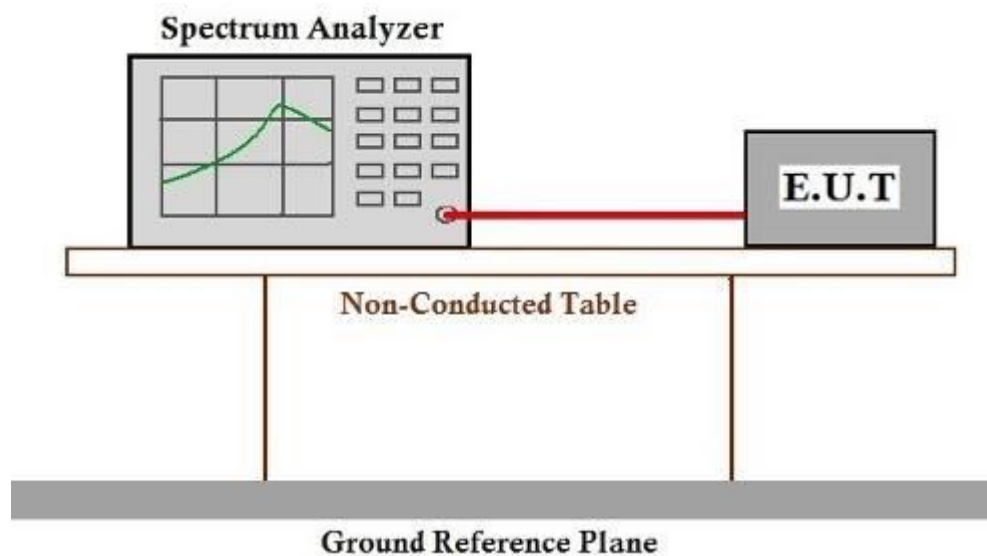 Spectrum Analyzer
E.U.T
Non-Conducted Table
Ground Reference Plane